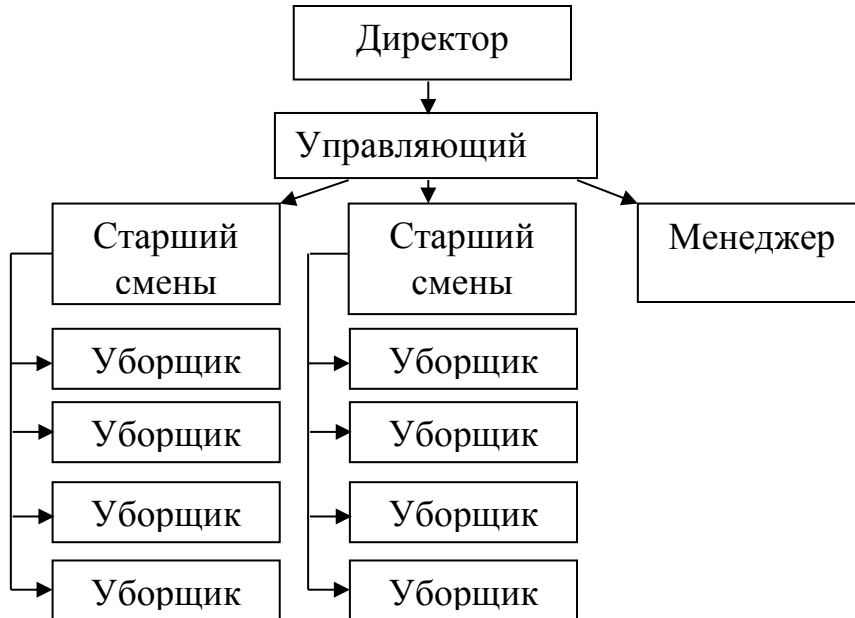 Директор
Управляющий
Старший
смены
Старший
смены
Менеджер
Уборщик
Уборщик
Уборщик
Уборщик
Уборщик
Уборщик
Уборщик
Уборщик